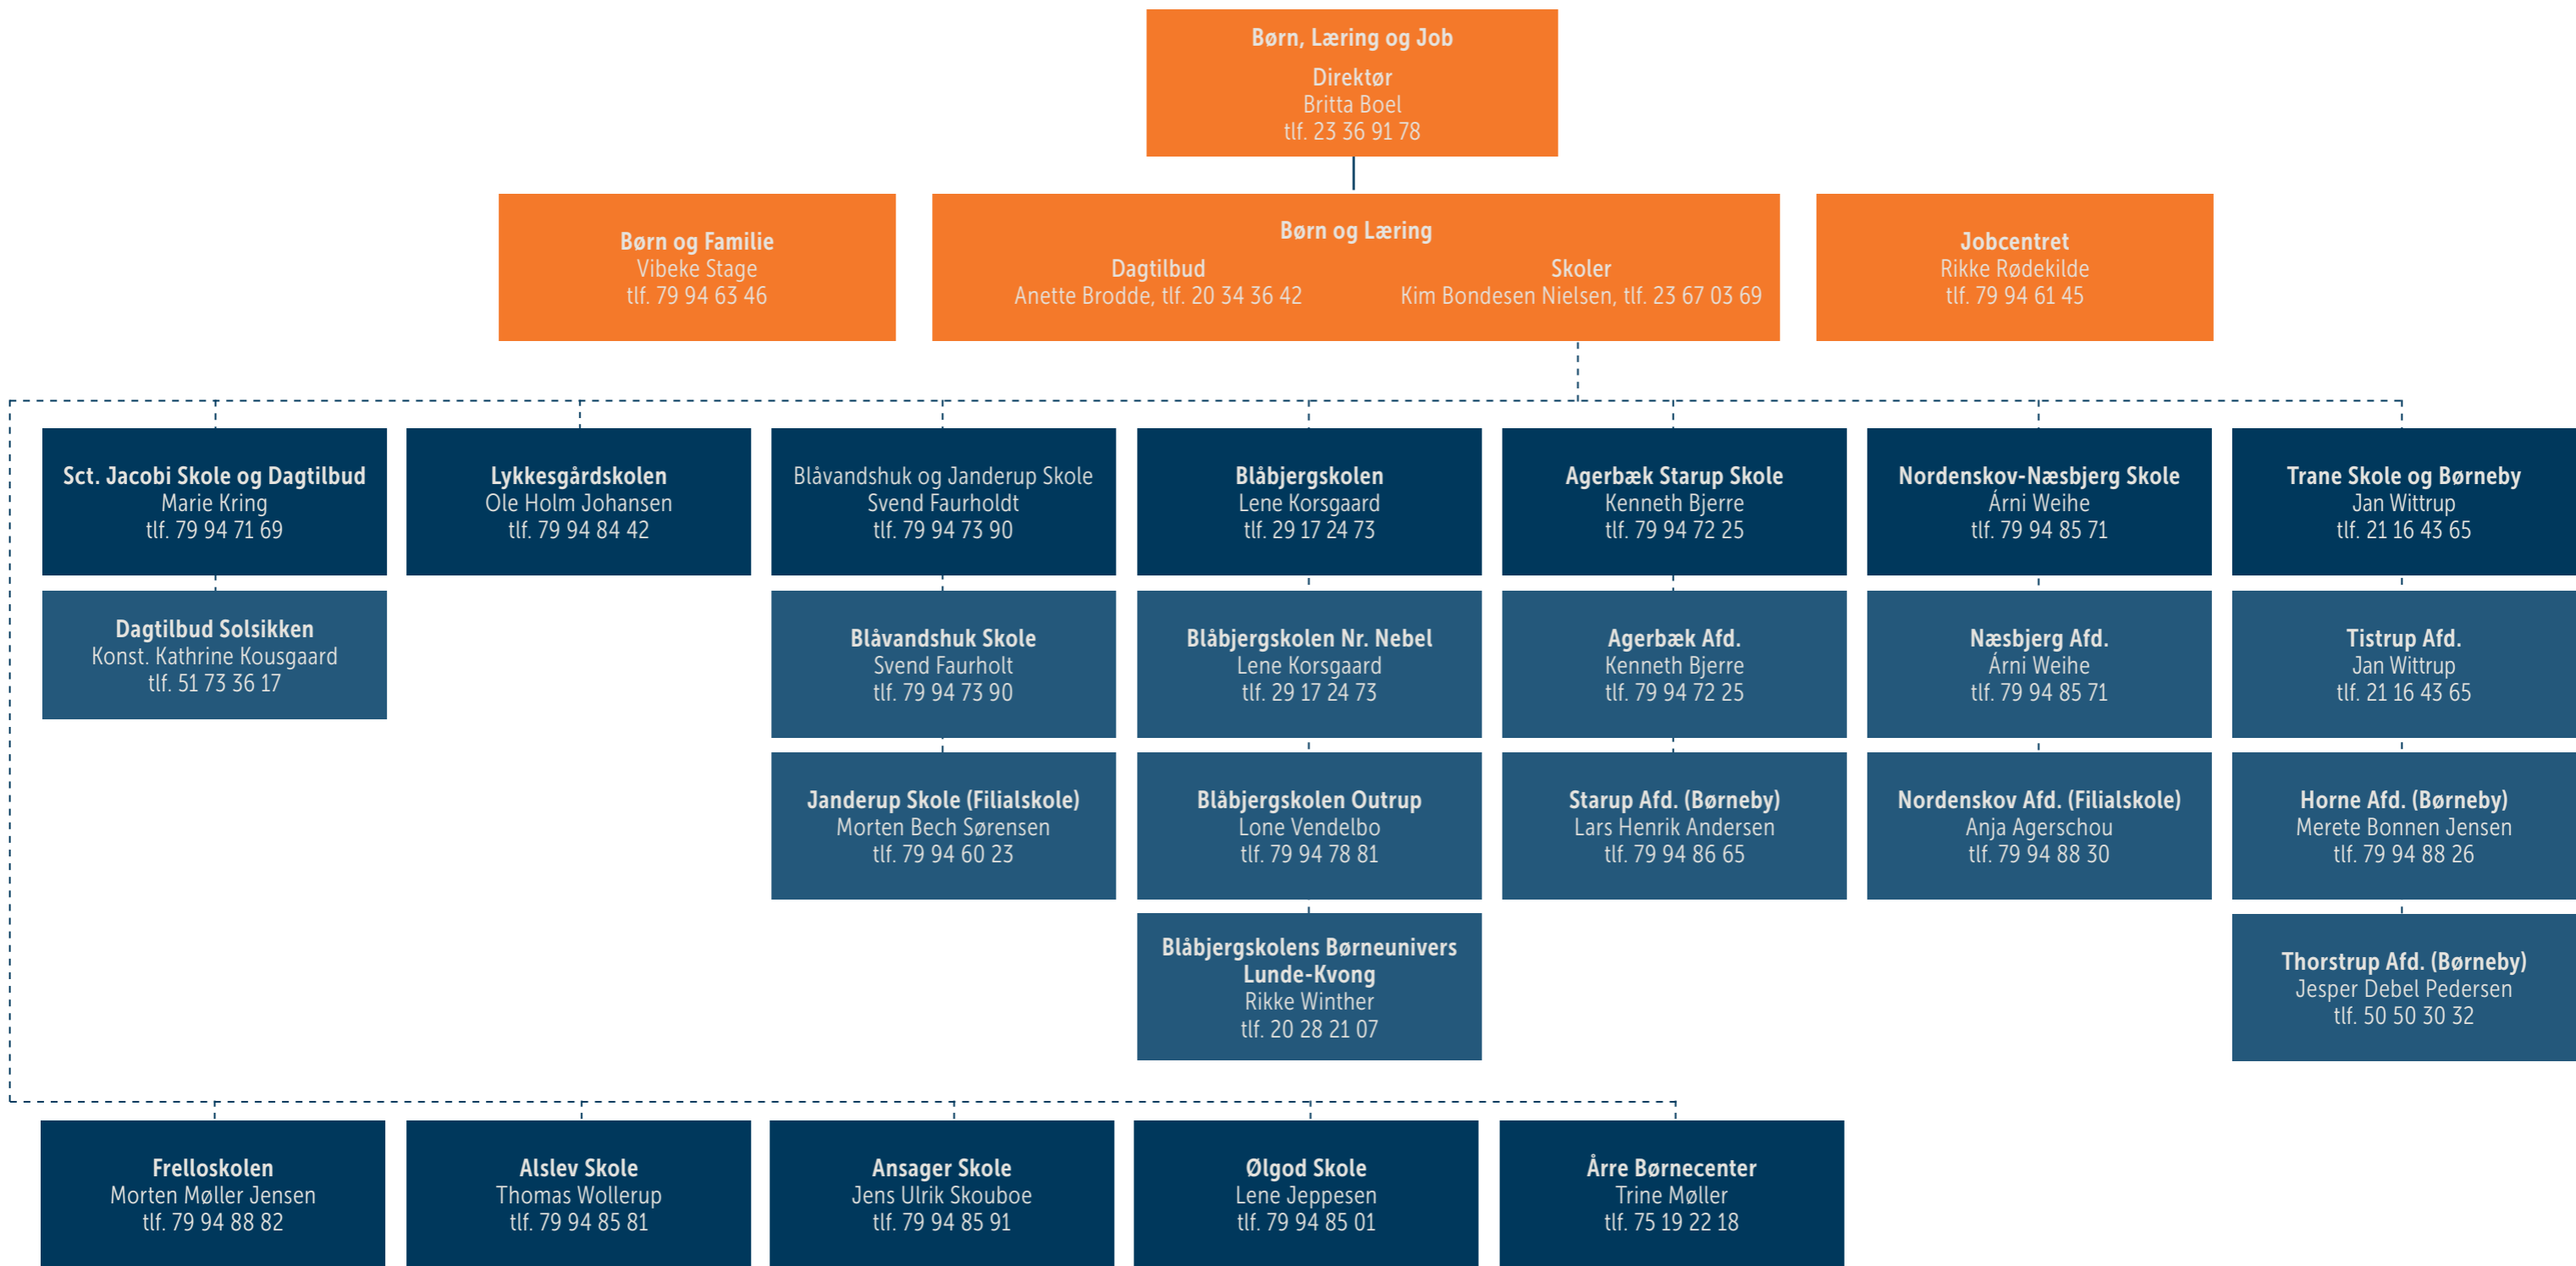 Børn, Læring og Job
Direktør
Britta Boel
tlf. 23 36 91 78
Børn og Familie
Vibeke Stage
tlf. 79 94 63 46
Børn og Læring
Dagtilbud
Anette Brodde, tlf. 20 34 36 42
Skoler
Kim Bondesen Nielsen, tlf. 23 67 03 69
Jobcentret
Rikke Rødekilde
tlf. 79 94 61 45
Sct. Jacobi Skole og Dagtilbud
Marie Kring
tlf. 79 94 71 69
Lykkesgårdskolen
Ole Holm Johansen
tlf. 79 94 84 42
Blåvandshuk og Janderup Skole
Svend Faurholdt
tlf. 79 94 73 90
Blåbjergskolen
Lene Korsgaard
tlf. 29 17 24 73
Agerbæk Starup Skole
Kenneth Bjerre
tlf. 79 94 72 25
Nordenskov-Næsbjerg Skole
Árni Weihe
tlf. 79 94 85 71
Trane Skole og Børneby
Jan Wittrup
tlf. 21 16 43 65
Dagtilbud Solsikken
Konst. Kathrine Kousgaard
tlf. 51 73 36 17
Blåvandshuk Skole
Svend Faurholt
tlf. 79 94 73 90
Blåbjergskolen Nr. Nebel
Lene Korsgaard
tlf. 29 17 24 73
Agerbæk Afd.
Kenneth Bjerre
tlf. 79 94 72 25
Næsbjerg Afd.
Árni Weihe
tlf. 79 94 85 71
Tistrup Afd.
Jan Wittrup
tlf. 21 16 43 65
Janderup Skole (Filialskole)
Morten Bech Sørensen
tlf. 79 94 60 23
Blåbjergskolen Outrup
Lone Vendelbo
tlf. 79 94 78 81
Starup Afd. (Børneby)
Lars Henrik Andersen
tlf. 79 94 86 65
Nordenskov Afd. (Filialskole)
Anja Agerschou
tlf. 79 94 88 30
Horne Afd. (Børneby)
Merete Bonnen Jensen
tlf. 79 94 88 26
Blåbjergskolens Børneunivers
Lunde-Kvong
Rikke Winther
tlf. 20 28 21 07
Thorstrup Afd. (Børneby)
Jesper Debel Pedersen
tlf. 50 50 30 32
Frelloskolen
Morten Møller Jensen
tlf. 79 94 88 82
Alslev Skole
Thomas Wollerup
tlf. 79 94 85 81
Ansager Skole
Jens Ulrik Skouboe
tlf. 79 94 85 91
Ølgod Skole
Lene Jeppesen
tlf. 79 94 85 01
Årre Børnecenter
Trine Møller
tlf. 75 19 22 18